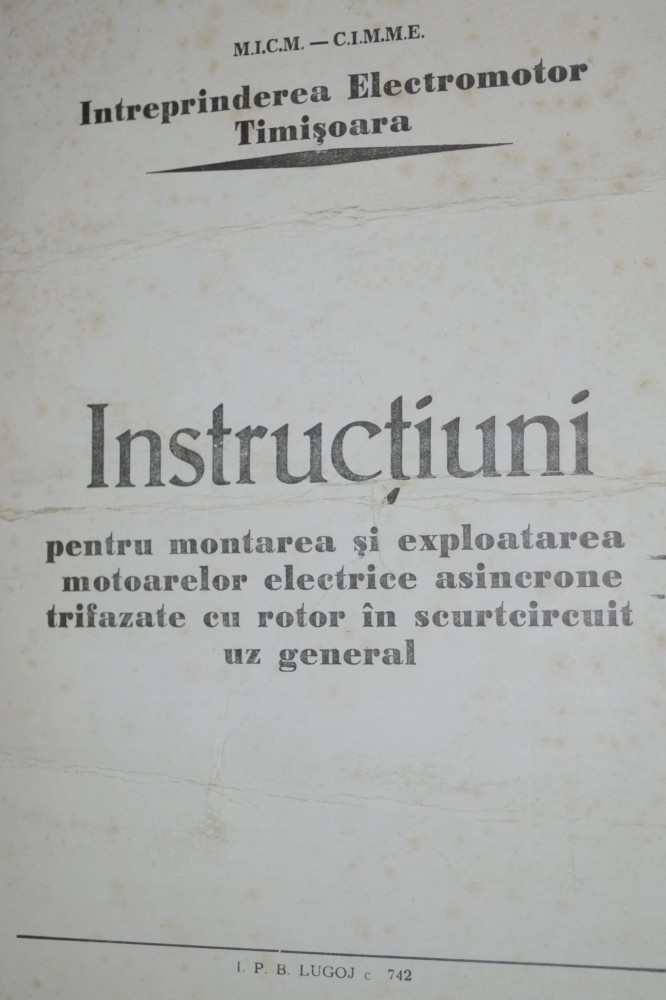 M.I.C.M. — C.I.M.M.E.
Intreprinderea Electromotor
Timişoara
Instrucţiuni
pentru montarea şi exploatarea
motoarelor electrice asincrone
trifazate cu rotor în scurtcircuit
uz general
I. P. B. LUGOJ c 742